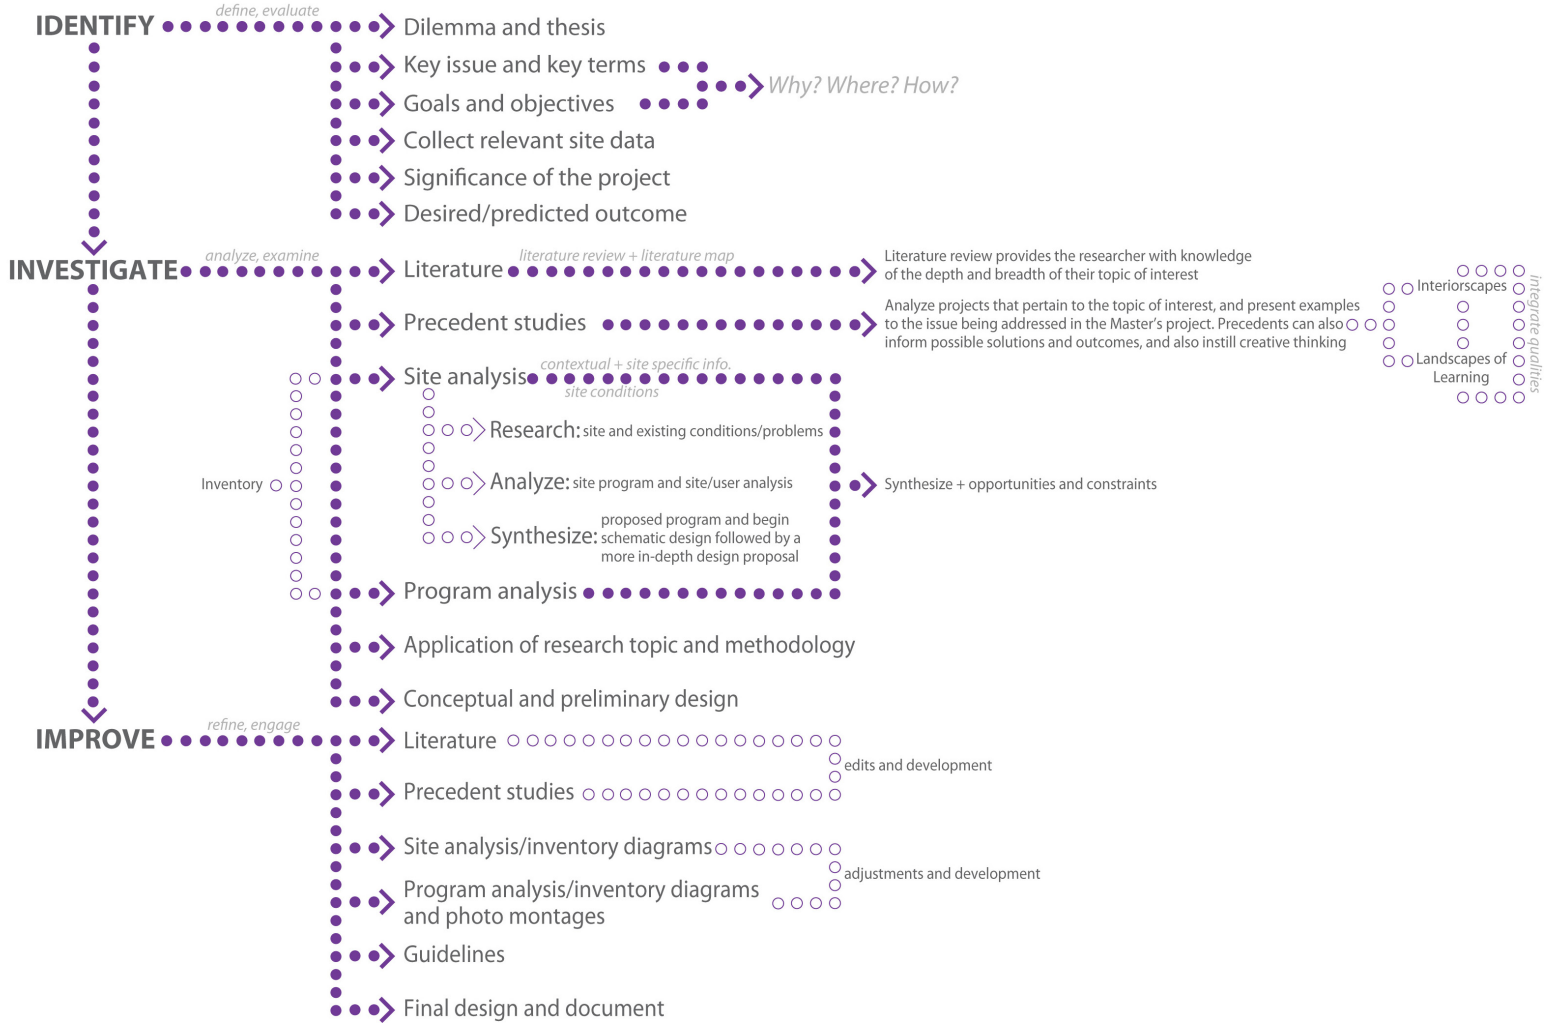 define, evaluate
IDENTIFY
Dilemma and thesis
Key issue and key terms
Why? Where? How?
Goals and objectives
Collect relevant site data
Significance of the project
Desired/predicted outcome
analyze, examine
INVESTIGATE
Literature
literature review + literature map
Literature review provides the researcher with knowledge
of the depth and breadth of their topic of interest
Precedent studies
Analyze projects that pertain to the topic of interest, and present examples
to the issue being addressed in the Master's project. Precedents can also
inform possible solutions and outcomes, and also instill creative thinking
Interiorscapes
Landscapes of
Learning
integrate qualities
Site analysis
contextual + site specific info.
site conditions
Research: site and existing conditions/problems
Inventory
Analyze: site program and site/user analysis
Synthesize + opportunities and constraints
Synthesize: proposed program and begin
schematic design followed by a
more in-depth design proposal
Program analysis
Application of research topic and methodology
Conceptual and preliminary design
refine, engage
IMPROVE
Literature
edits and development
Precedent studies
Site analysis/inventory diagrams
adjustments and development
Program analysis/inventory diagrams
and photo montages
Guidelines
Final design and document